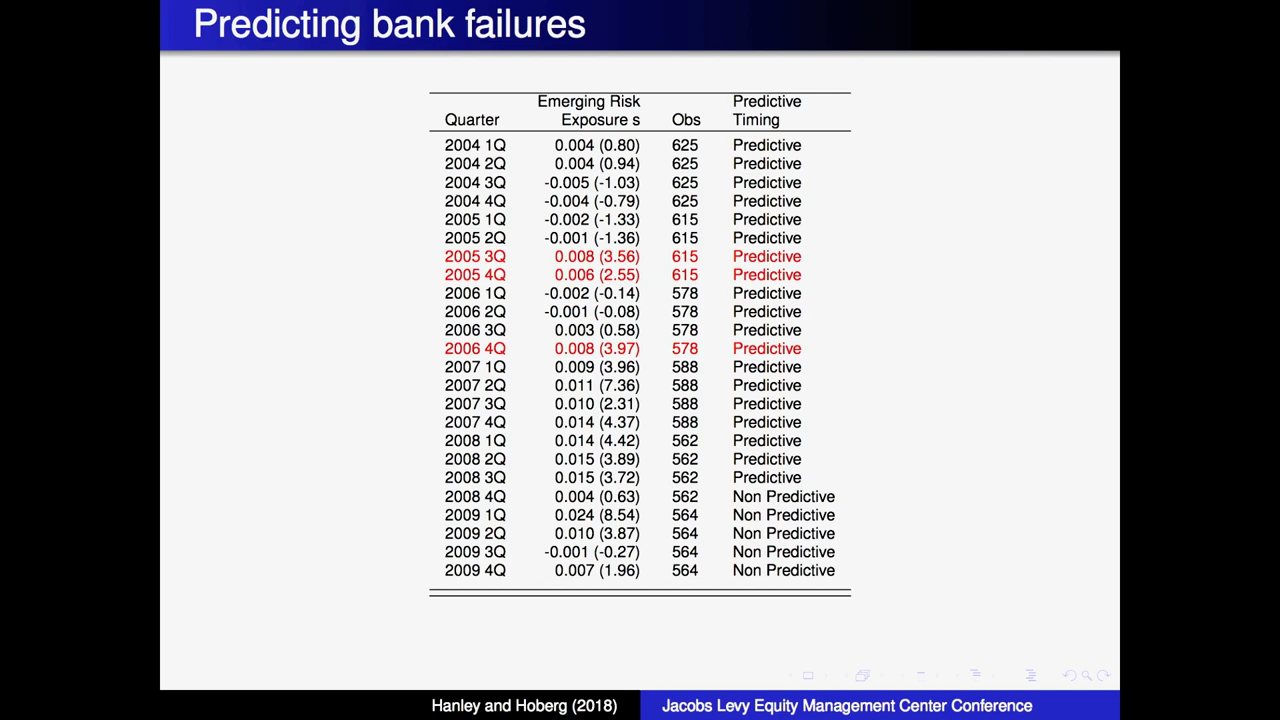 Predicting bank failures
Emerging Risk Predictive
Quarter Exposure s Obs Timing
2004 1Q 0.004 (0.80) 625 Predictive
2004 2Q 0.004 (0.94) 625 Predictive
2004 3Q -0.005 (-1.03) 625 Predictive
2004 4Q -0.004 (-0.79) 625 Predictive
2005 1Q -0.002 (-1.33) 615 Predictive
2005 2Q -0.001 (-1.36) 615 Predictive
2005 3Q 0.008 (3.56) 615 Predictive
2005 4Q 0.006 (2.55) 615 Predictive
2006 1Q -0.002 (-0.14) 578 Predictive
2006 2Q -0.001 (-0.08) 578 Predictive
2006 3Q 0.003 (0.58) 578 Predictive
2006 4Q 0.008 (3.97) 578 Predictive
2007 1Q 0.009 (3.96) 588 Predictive
2007 2Q 0.011 (7.36) 588 Predictive
2007 3Q 0.010 (2.31) 588 Predictive
2007 4Q 0.014 (4.37) 588 Predictive
2008 1Q 0.014 (4.42) 562 Predictive
2008 2Q 0.015 (3.89) 562 Predictive
2008 3Q 0.015 (3.72) 562 Predictive
2008 4Q 0.004 (0.63) 562 Non Predictive
2009 1Q 0.024 (8.54) 564 Non Predictive
2009 2Q 0.010 (3.87) 564 Non Predictive
2009 3Q -0.001 (-0.27) 564 Non Predictive
2009 4Q 0.007 (1.96) 564 Non Predictive
Hanley and Hoberg (2018) Jacobs Levy Equity Management Center Conference